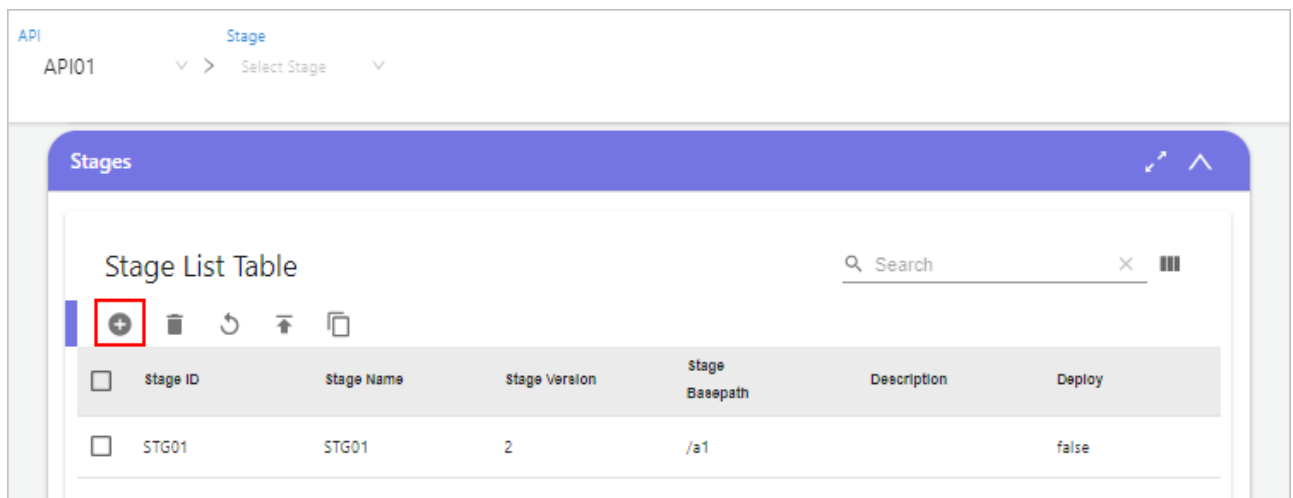 API Stage
API01 > Select Stage
Stages
Stage List Table Search
Stage ID Stage Name Stage Version Stage Basepath Description Deploy
STG01 STG01 2 /a1 false